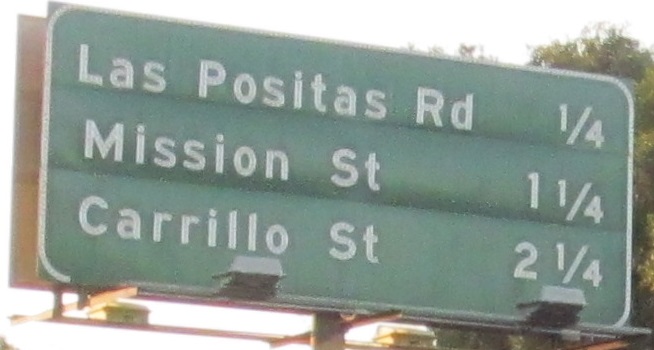 Las Positas Rd 1/4
Mission St 1 1/4
Carrillo St 2 1/4